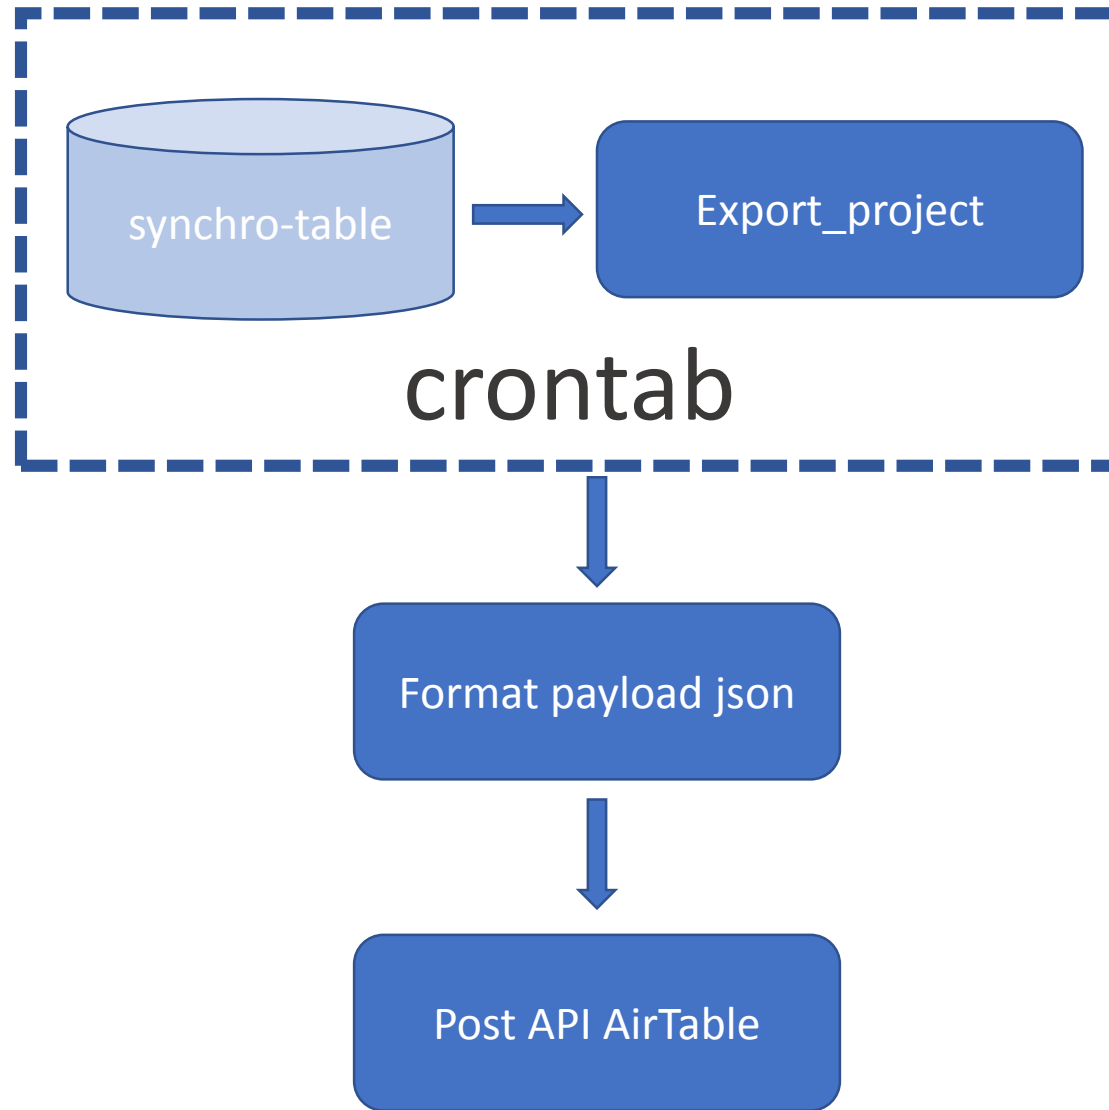 synchro-table
Export_project
crontab
Format payload json
Post API AirTable